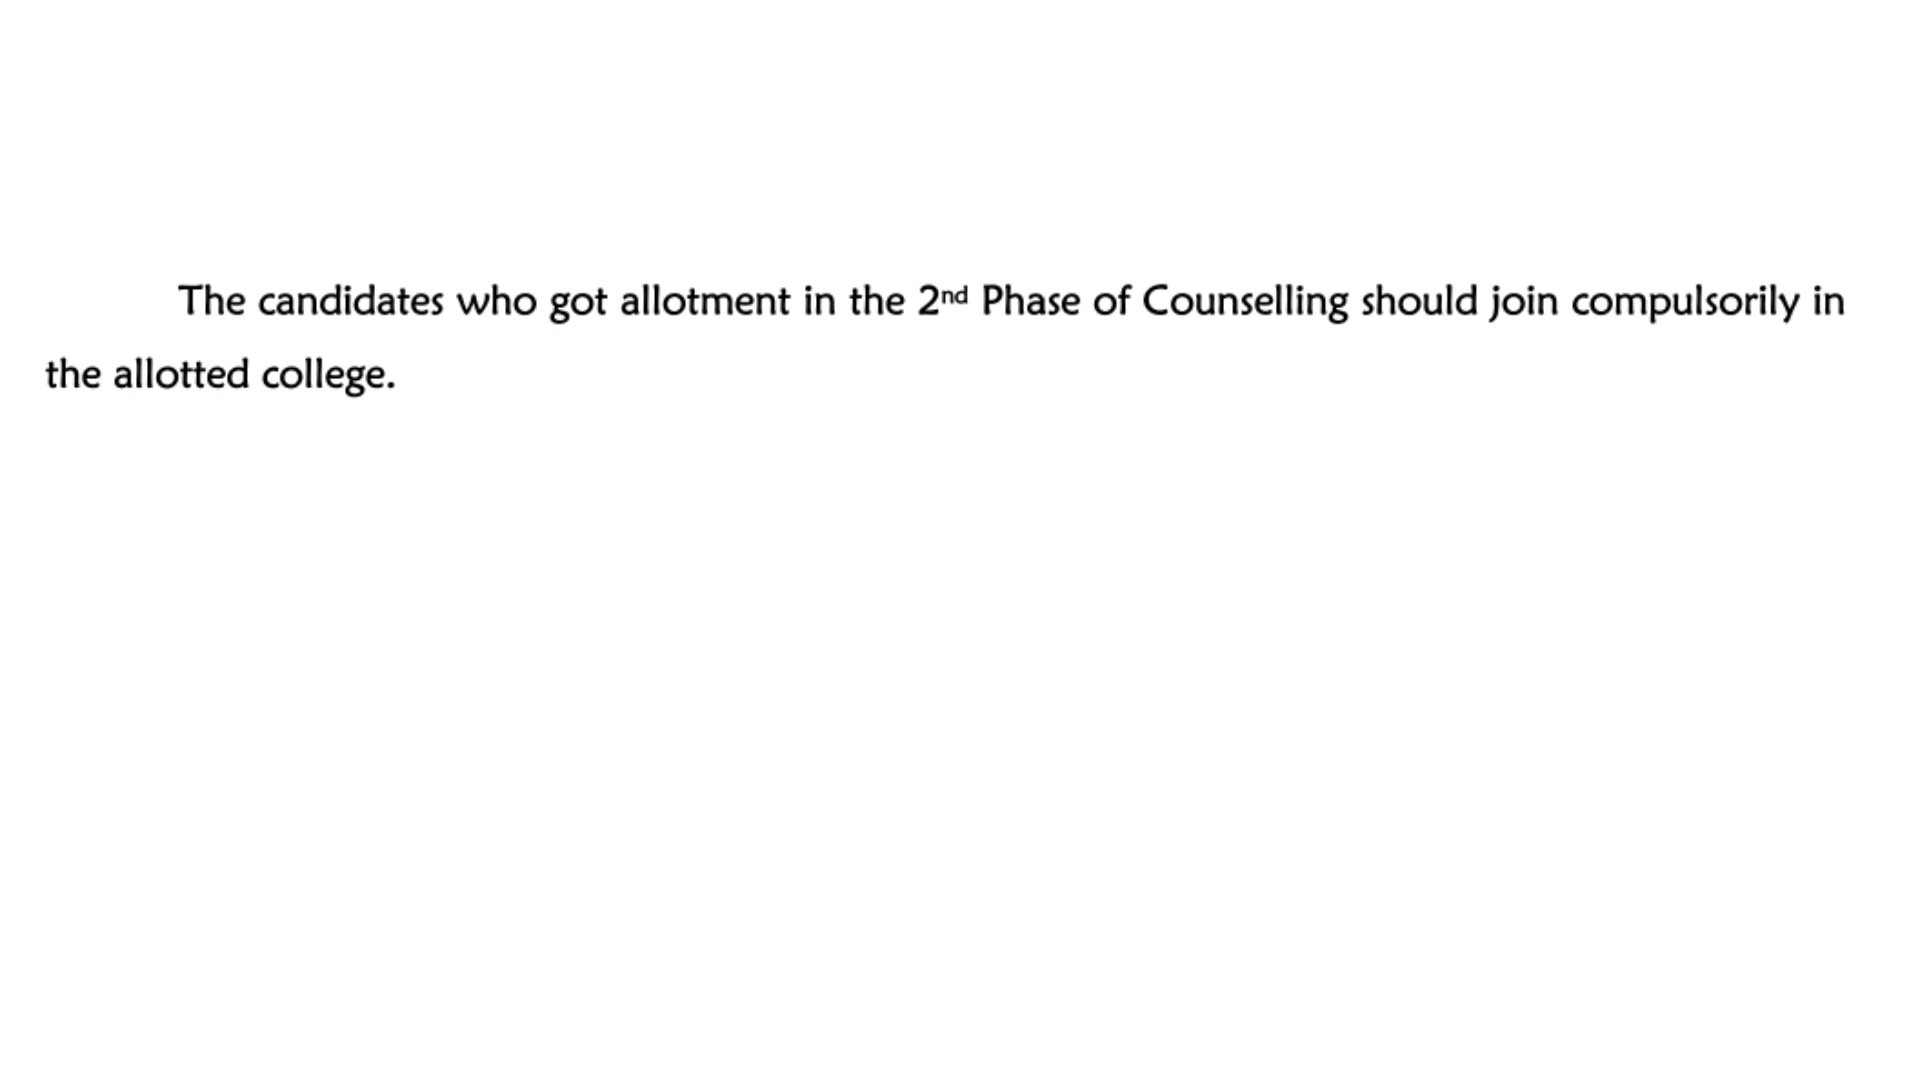 The candidates who got allotment in the 2nd Phase of Counselling should join compulsorily in
the allotted college.